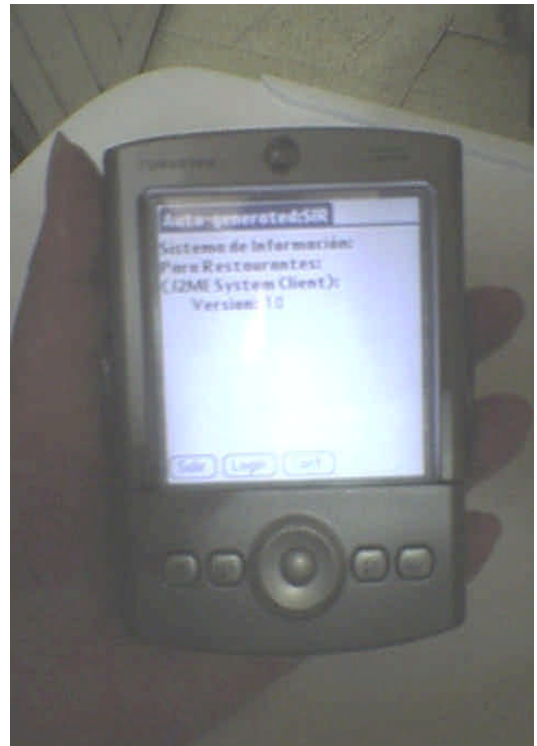 Auto-generated:SIR
Sistema de Información:
Para Restaurantes:
(J2ME System Client):
Version: 1.0
Salir Login